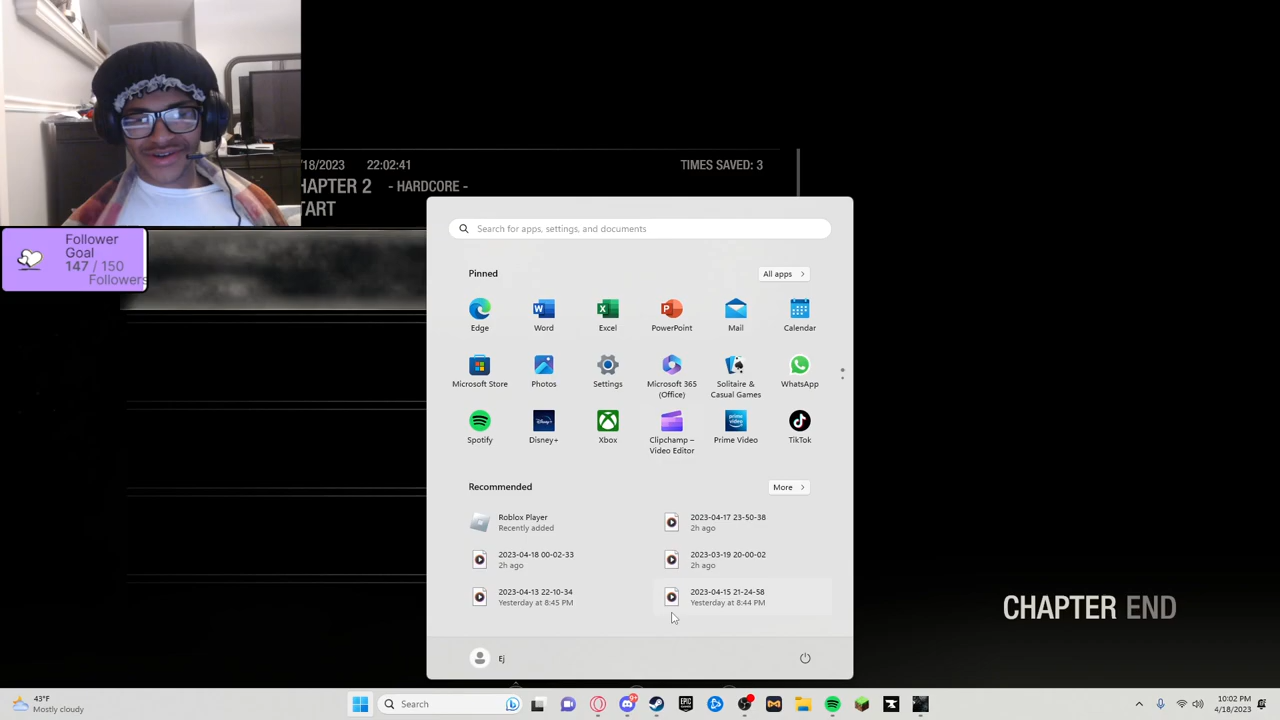 /18/2023 22:02:41 TIMES SAVED: 3
HAPTER 2 - HARDCORE -
TART
Follower
Goal
147 / 150
Followers
Search for apps, settings, and documents
Pinned
All apps
Edge
Word
Excel
PowerPoint
Mail
Calendar
Microsoft Store
Photos
Settings
Microsoft 365
(Office)
Solitaire &
Casual Games
WhatsApp
Spotify
Disney+
Xbox
Clipchamp –
Video Editor
Prime Video
TikTok
Recommended
More
Roblox Player
Recently added
2023-04-17 23-50-38
2h ago
2023-04-18 00-02-33
2h ago
2023-03-19 20-00-02
2h ago
2023-04-13 22-10-34
Yesterday at 8:45 PM
2023-04-15 21-24-58
Yesterday at 8:44 PM
Ej
CHAPTER END
43°F
Mostly cloudy
Search
9+
10:02 PM
4/18/2023